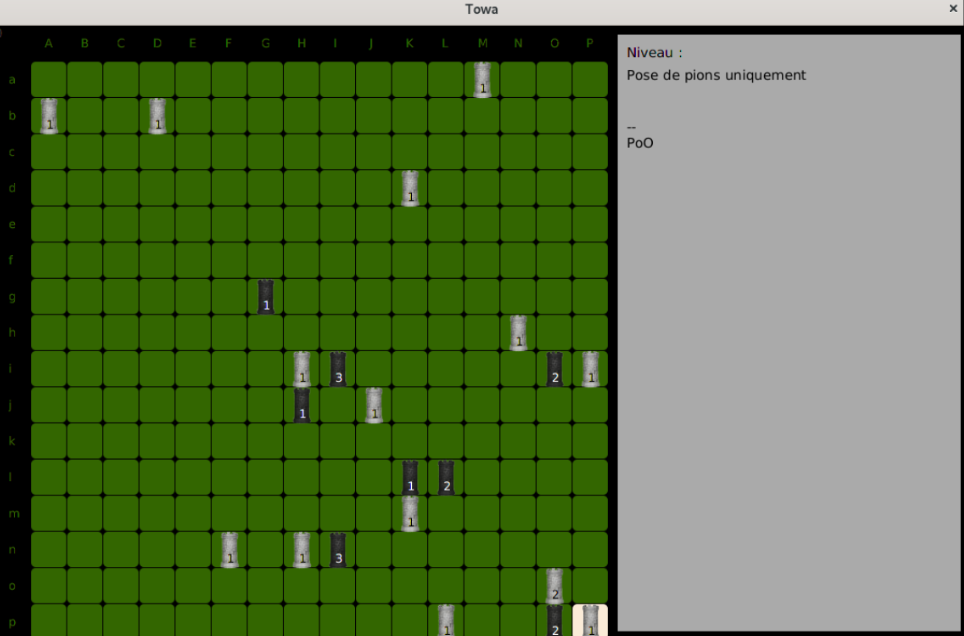 Towa ×
A B C D E F G H I J K L M N O P
a 1
b 1 1
c
d 1
e
f
g 1
h 1
i 1 3 2 1
j 1 1
k
l 1 2
m 1
n 1 1 3
o 2
p 1 2 1
Niveau :
Pose de pions uniquement
--
PoO